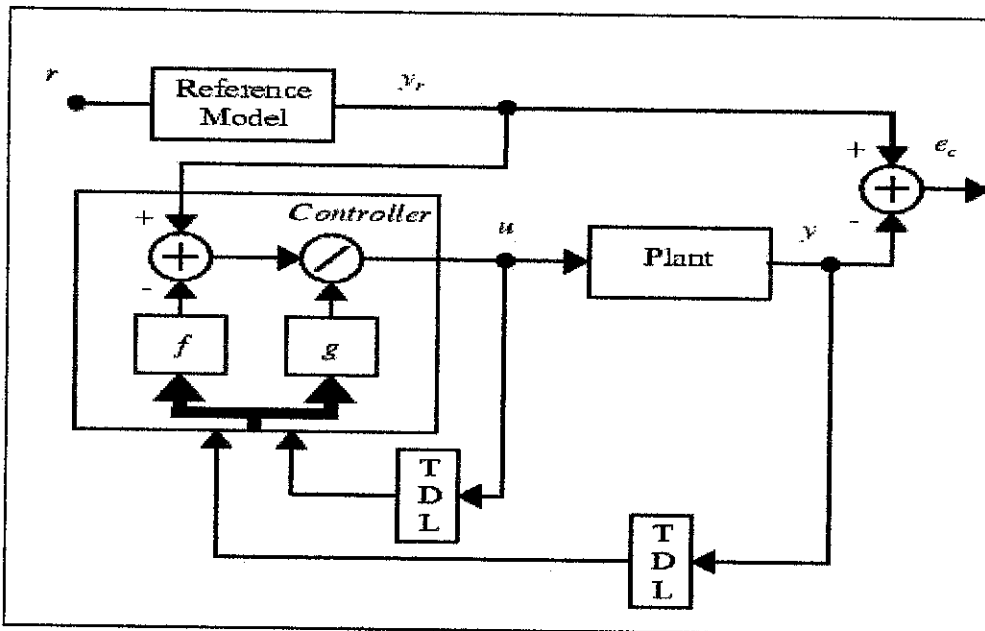 r
Reference
Model
y_r
+
e_c
-
Controller
+
u
y
Plant
-
f
g
T
D
L
T
D
L